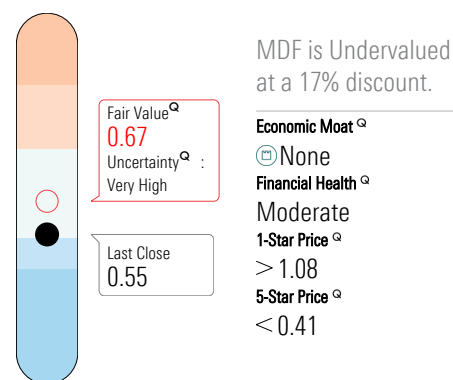 MDF is Undervalued
at a 17% discount.
Fair Value Q
0.67
Uncertainty Q :
Very High
Last Close
0.55
Economic Moat Q
None
Financial Health Q
Moderate
1-Star Price Q
> 1.08
5-Star Price Q
< 0.41